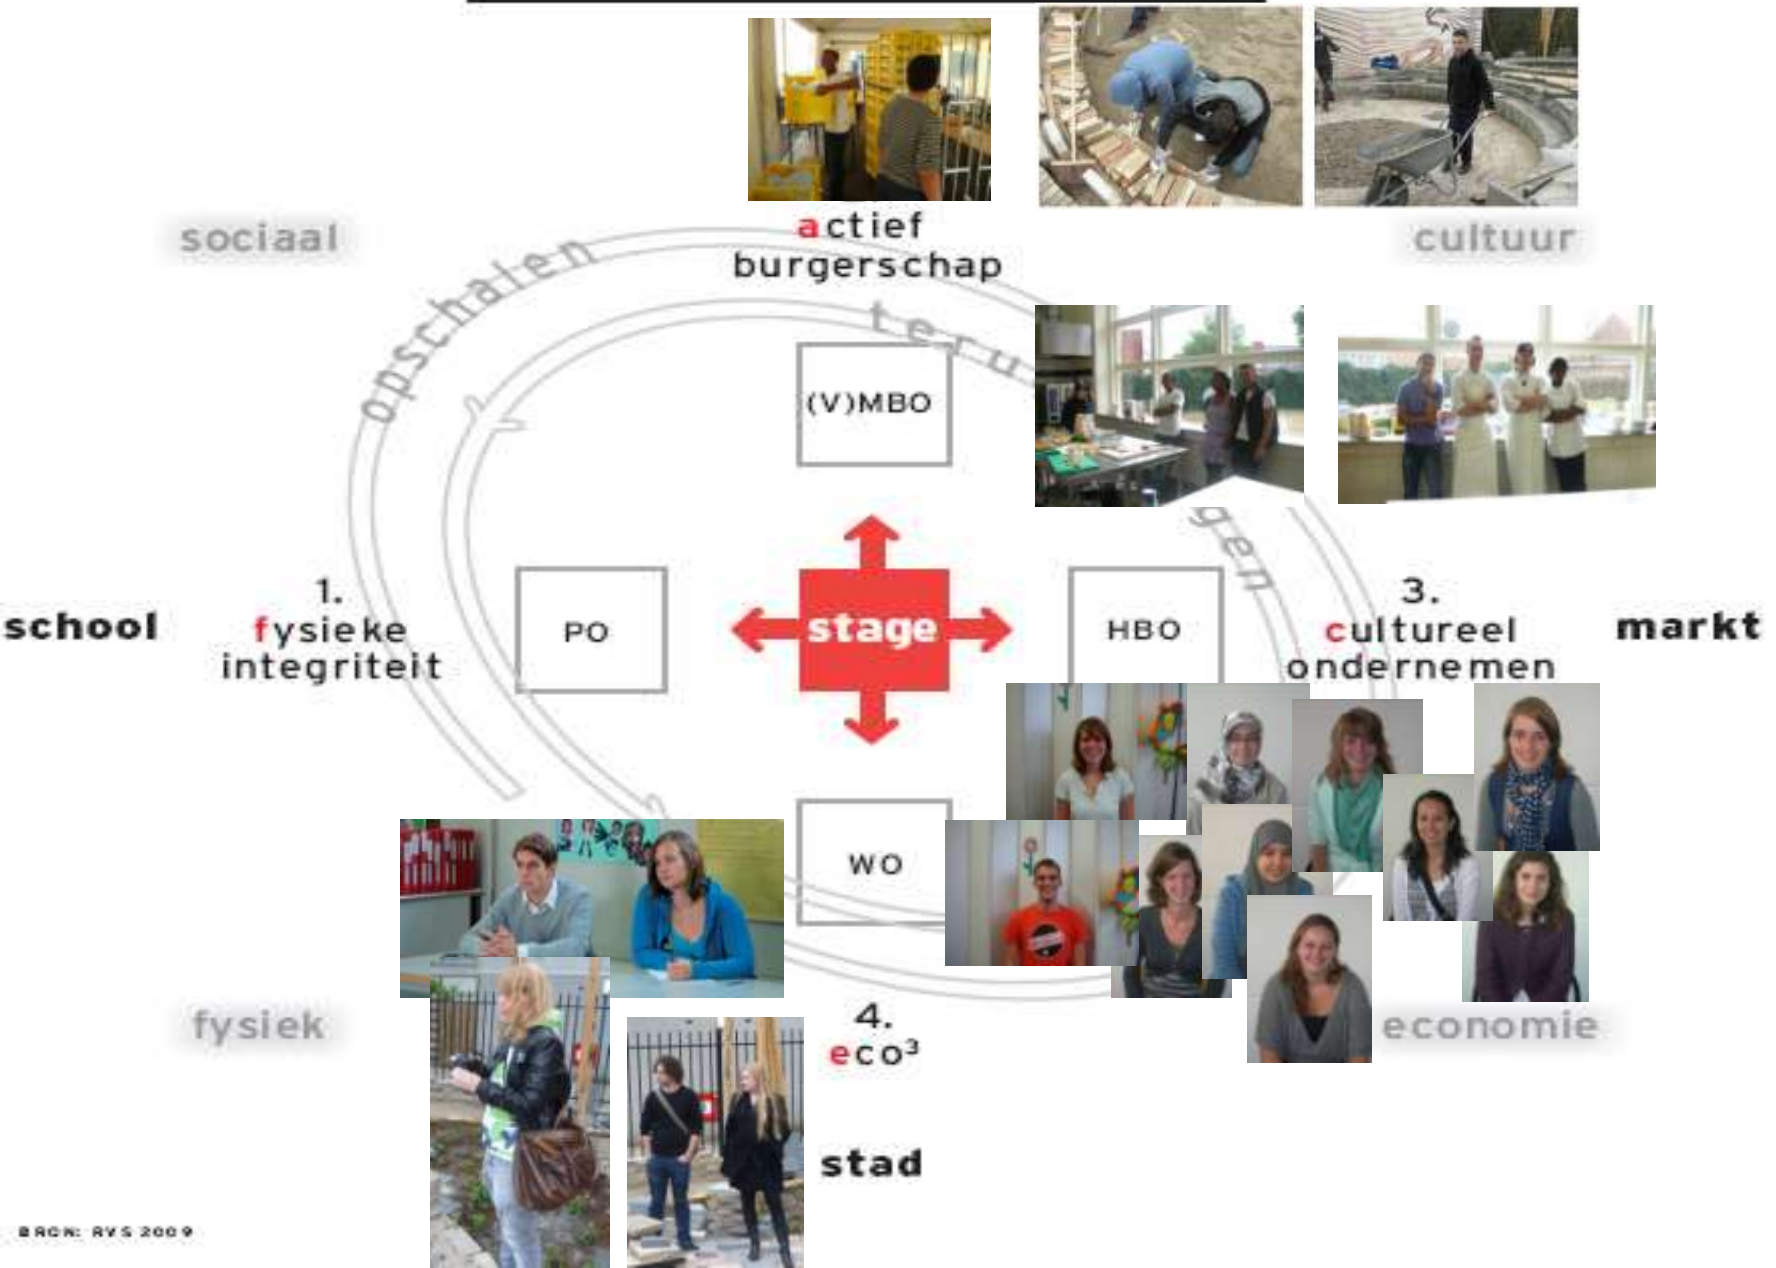 actief
burgerschap
sociaal
cultuur
opschalen
teru
gen
(V)MBO
school
1.
fysieke
integriteit
PO
stage
HBO
3.
cultureel
ondernemen
markt
WO
fysiek
4.
eco³
economie
stad
BRON: RVS 2009